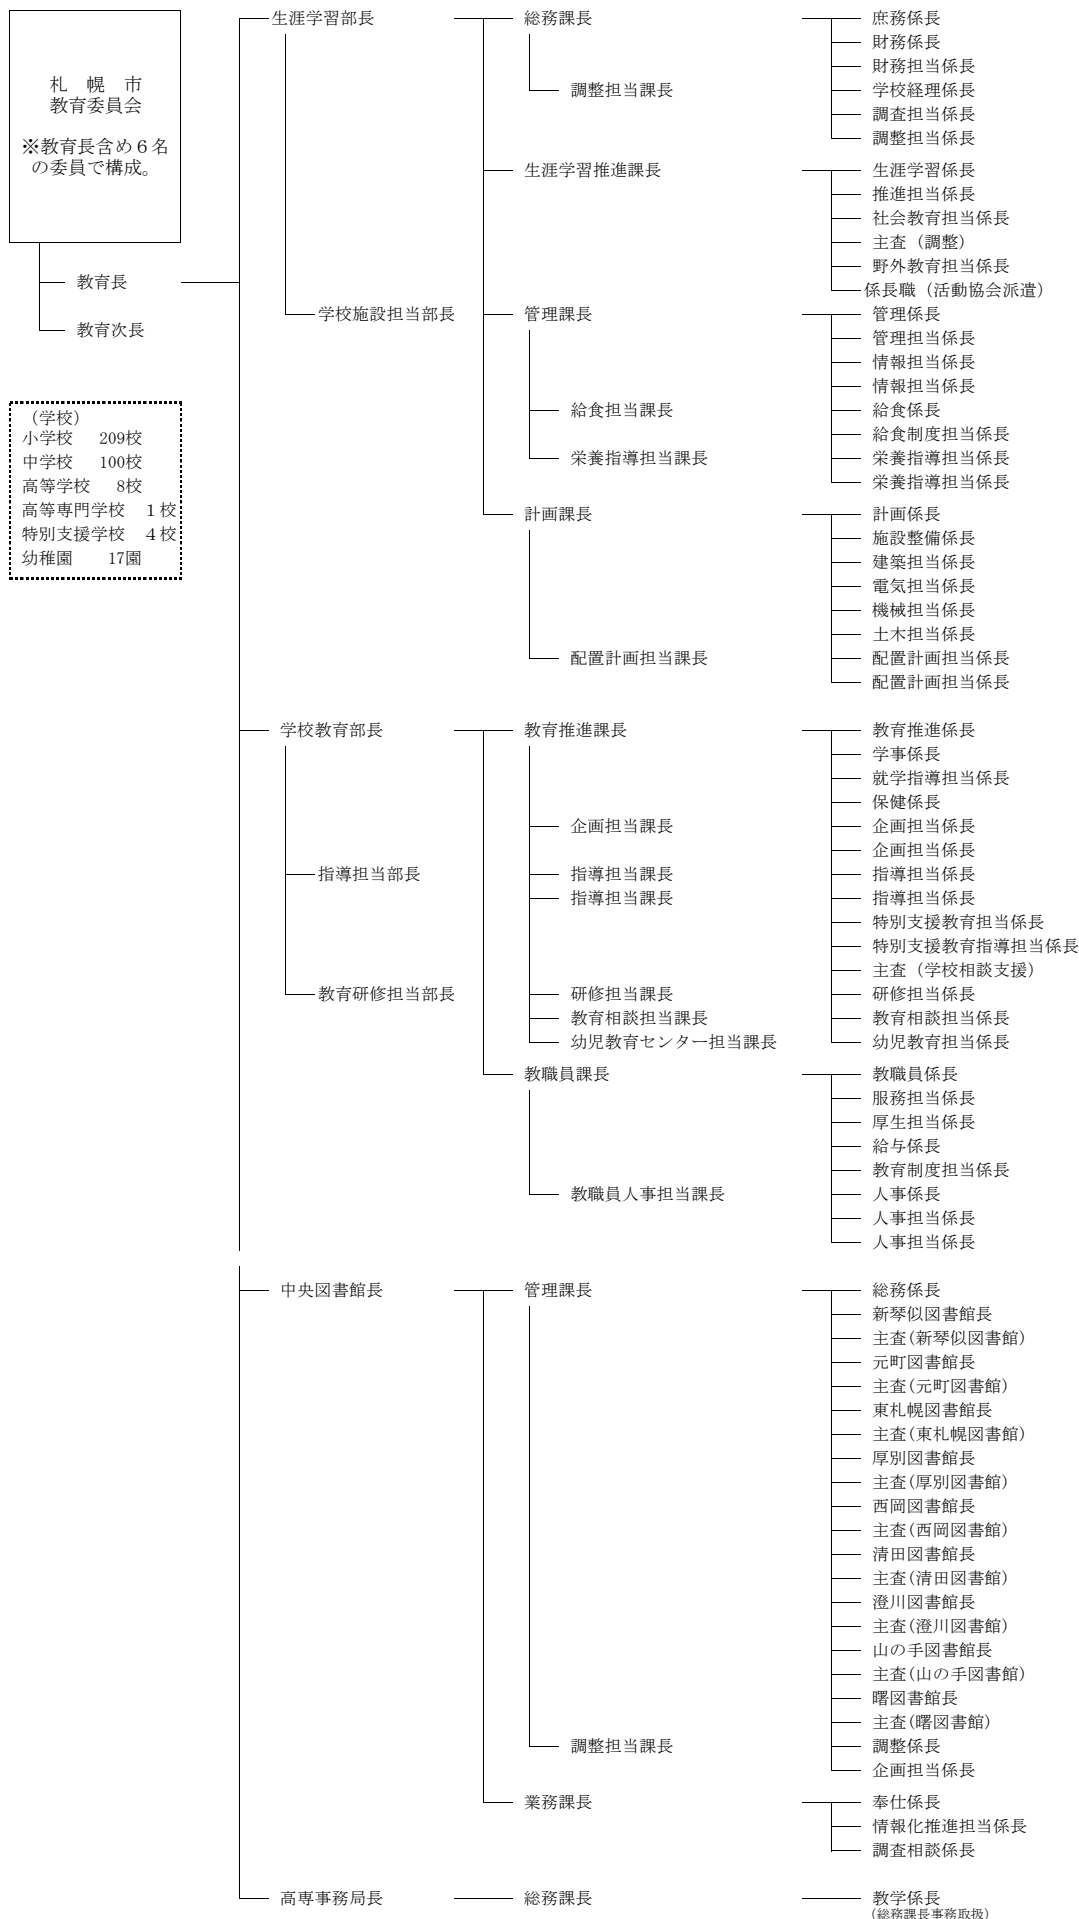 札　幌　市
教育委員会
※教育長含め６名
の委員で構成。
教育長
教育次長
（学校）
小学校　209校
中学校　100校
高等学校　8校
高等専門学校　１校
特別支援学校　４校
幼稚園　17園
生涯学習部長　総務課長　庶務係長
財務係長
財務担当係長
調整担当課長　学校経理係長
調査担当係長
調整担当係長
生涯学習推進課長　生涯学習係長
推進担当係長
社会教育担当係長
主査（調整）
野外教育担当係長
係長職（活動協会派遣）
学校施設担当部長　管理課長　管理係長
管理担当係長
情報担当係長
情報担当係長
給食担当課長　給食係長
給食制度担当係長
栄養指導担当課長　栄養指導担当係長
栄養指導担当係長
計画課長　計画係長
施設整備係長
建築担当係長
電気担当係長
機械担当係長
土木担当係長
配置計画担当課長　配置計画担当係長
配置計画担当係長
学校教育部長　教育推進課長　教育推進係長
学事係長
就学指導担当係長
保健係長
企画担当課長　企画担当係長
企画担当係長
指導担当部長　指導担当課長　指導担当係長
指導担当課長　指導担当係長
特別支援教育担当係長
特別支援教育指導担当係長
主査（学校相談支援）
教育研修担当部長　研修担当課長　研修担当係長
教育相談担当課長　教育相談担当係長
幼児教育センター担当課長　幼児教育担当係長
教職員課長　教職員係長
服務担当係長
厚生担当係長
給与係長
教育制度担当係長
教職員人事担当課長　人事係長
人事担当係長
人事担当係長
中央図書館長　管理課長　総務係長
新琴似図書館長
主査(新琴似図書館)
元町図書館長
主査(元町図書館)
東札幌図書館長
主査(東札幌図書館)
厚別図書館長
主査(厚別図書館)
西岡図書館長
主査(西岡図書館)
清田図書館長
主査(清田図書館)
澄川図書館長
主査(澄川図書館)
山の手図書館長
主査(山の手図書館)
曙図書館長
主査(曙図書館)
調整担当課長　調整係長
企画担当係長
業務課長　奉仕係長
情報化推進担当係長
調査相談係長
高専事務局長　総務課長　教学係長
(総務課長事務取扱)